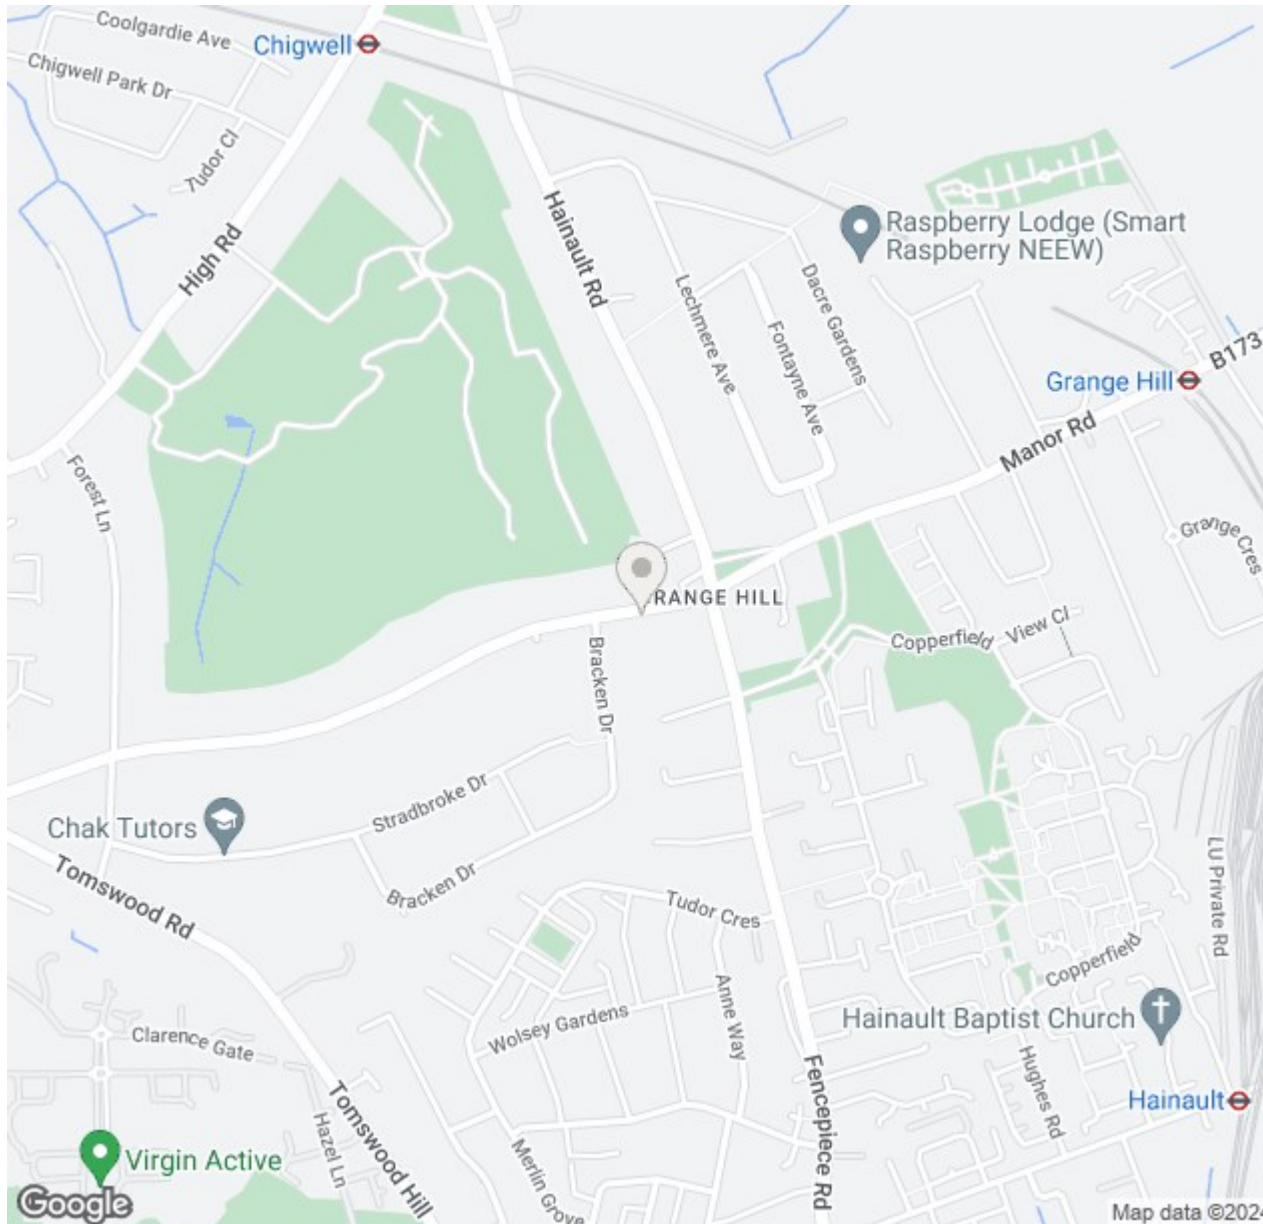 Coolgardie Ave
Chigwell
Chigwell Park Dr
Tudor Cl
High Rd
Hainault Rd
Raspberry Lodge (Smart
Raspberry NEEW)
Lechmere Ave
Dacre Gardens
Fontayne Ave
B173
Grange Hill
Manor Rd
Forest Ln
Grange Cres
RANGE HILL
Copperfield
View Cl
Bracken Dr
Stradbroke Dr
Chak Tutors
Bracken Dr
Tomswood Rd
Tudor Cres
LU Private Rd
Copperfield
Anne Way
Wolsey Gardens
Hainault Baptist Church
Clarence Gate
Hughes Rd
Fencepiece Rd
Hainault
Hazel Ln
Tomswood Hill
Merlin Grove
Virgin Active
Google
Map data ©2024